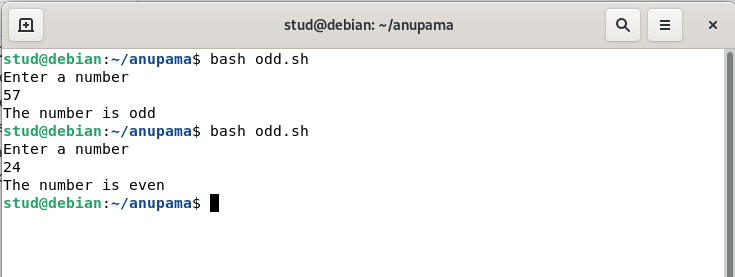 stud@debian: ~/anupama
stud@debian:~/anupama$ bash odd.sh
Enter a number
57
The number is odd
stud@debian:~/anupama$ bash odd.sh
Enter a number
24
The number is even
stud@debian:~/anupama$